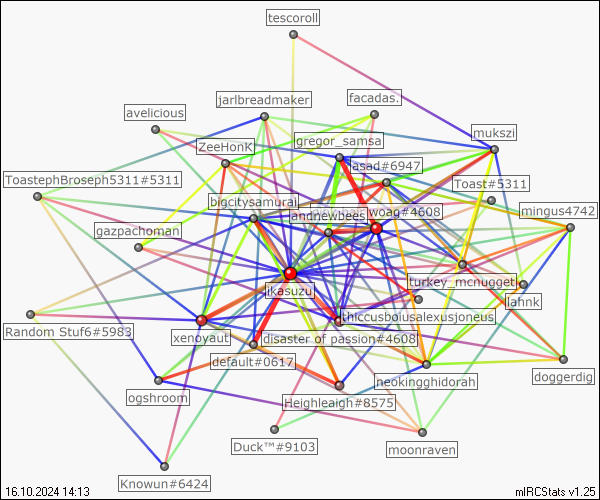 tescoroll
jarlbreadmaker
facadas.
avelicious
gregor_samsa
mukszi
ZeeHonK
jasad#6947
ToastephBroseph5311#5311
Toast#5311
bigcitysamurai
andnewbees
woag#4608
mingus4742
gazpachoman
jkasuzu
turkey_mcnugget
lahnk
thiccusboiusalexusjoneus
Random Stuf6#5983
xenoyaut
disaster of passion#4608
default#0617
neokingghidorah
doggerdig
ogshroom
Heighleaigh#8575
Duck™#9103
moonraven
Knowun#6424
16.10.2024 14:13
mIRCStats v1.25